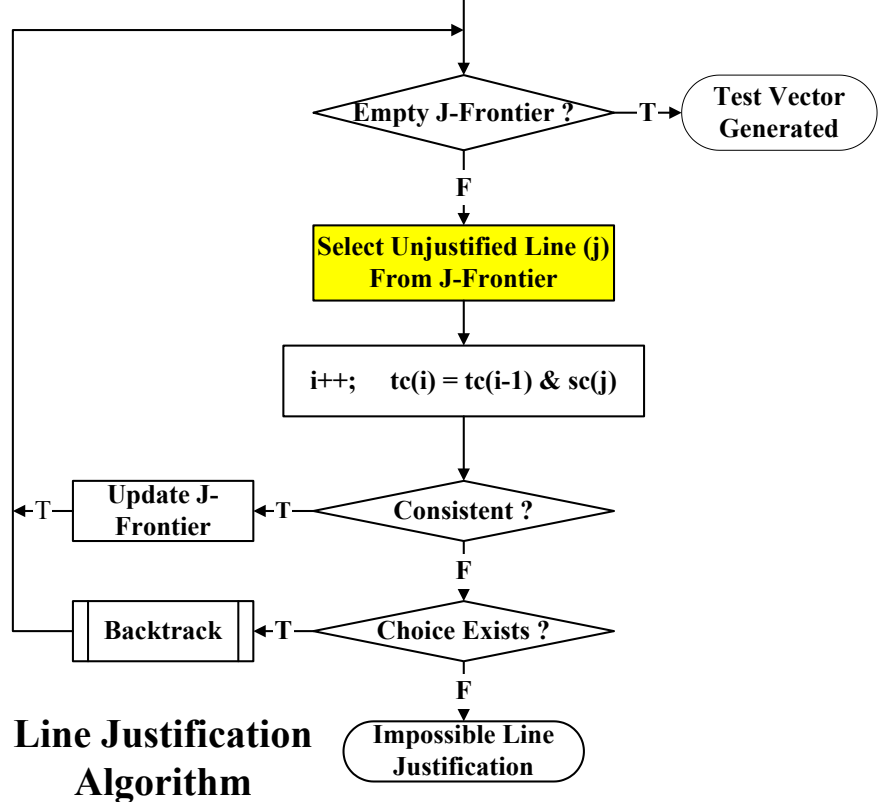 Empty J-Frontier ?
T
Test Vector
Generated
F
Select Unjustified Line (j)
From J-Frontier
i++; tc(i) = tc(i-1) & sc(j)
T
Update J-
Frontier
T
Consistent ?
F
Backtrack
T
Choice Exists ?
F
Line Justification
Algorithm
Impossible Line
Justification